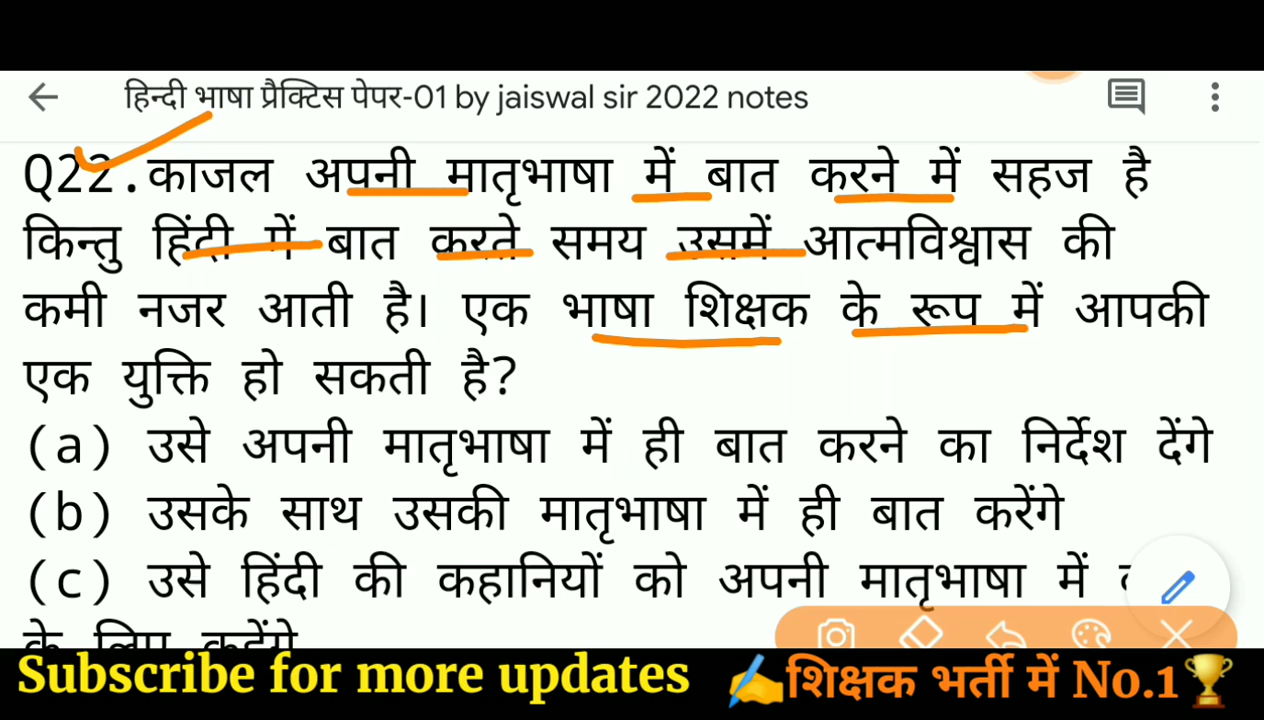 हिन्दी भाषा प्रैक्टिस पेपर-01 by jaiswal sir 2022 notes
Q22.काजल अपनी मातृभाषा में बात करने में सहज है
किन्तु हिंदी में बात करते समय उसमें आत्मविश्वास की
कमी नजर आती है। एक भाषा शिक्षक के रूप में आपकी
एक युक्ति हो सकती है?
(a) उसे अपनी मातृभाषा में ही बात करने का निर्देश देंगे
(b) उसके साथ उसकी मातृभाषा में ही बात करेंगे
(c) उसे हिंदी की कहानियों को अपनी मातृभाषा में
के लिए कहेंगे
Subscribe for more updates
शिक्षक भर्ती में No.1